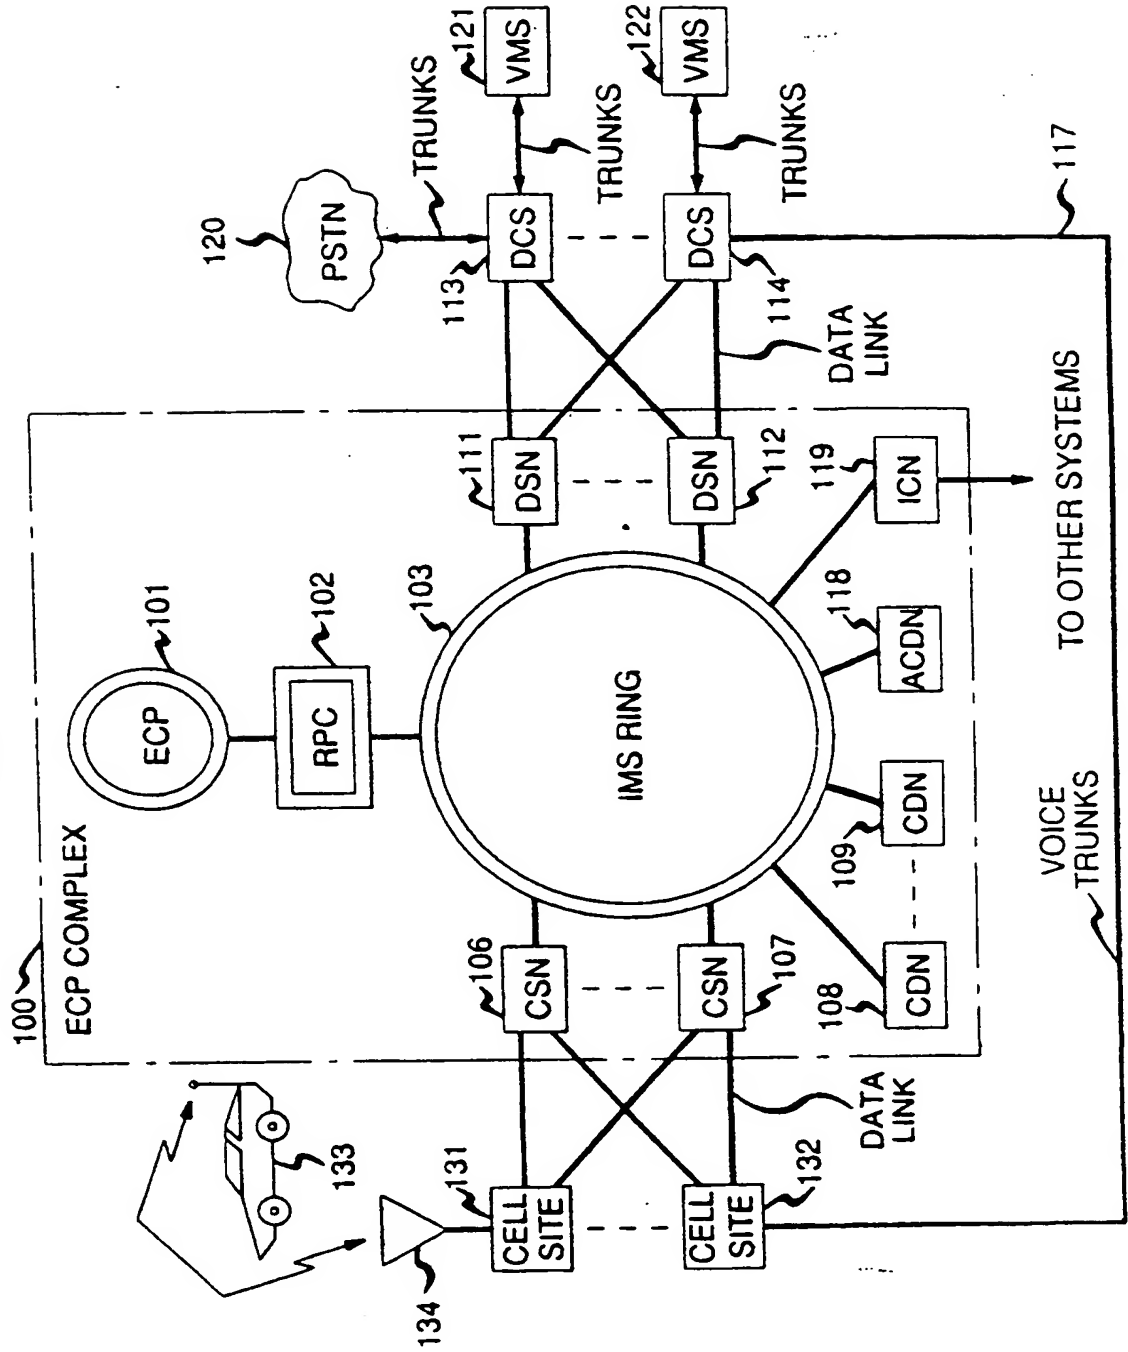 100
ECP COMPLEX
ECP
101
RPC
102
103
IMS RING
133
134
131
CELL
SITE
CELL
SITE
132
DATA
LINK
106
CSN
CSN
107
108
CDN
109
CDN
118
ACDN
119
ICN
TO OTHER SYSTEMS
111
DSN
DSN
112
DATA
LINK
120
PSTN
TRUNKS
113
DCS
DCS
114
TRUNKS
TRUNKS
121
VMS
122
VMS
117
VOICE
TRUNKS